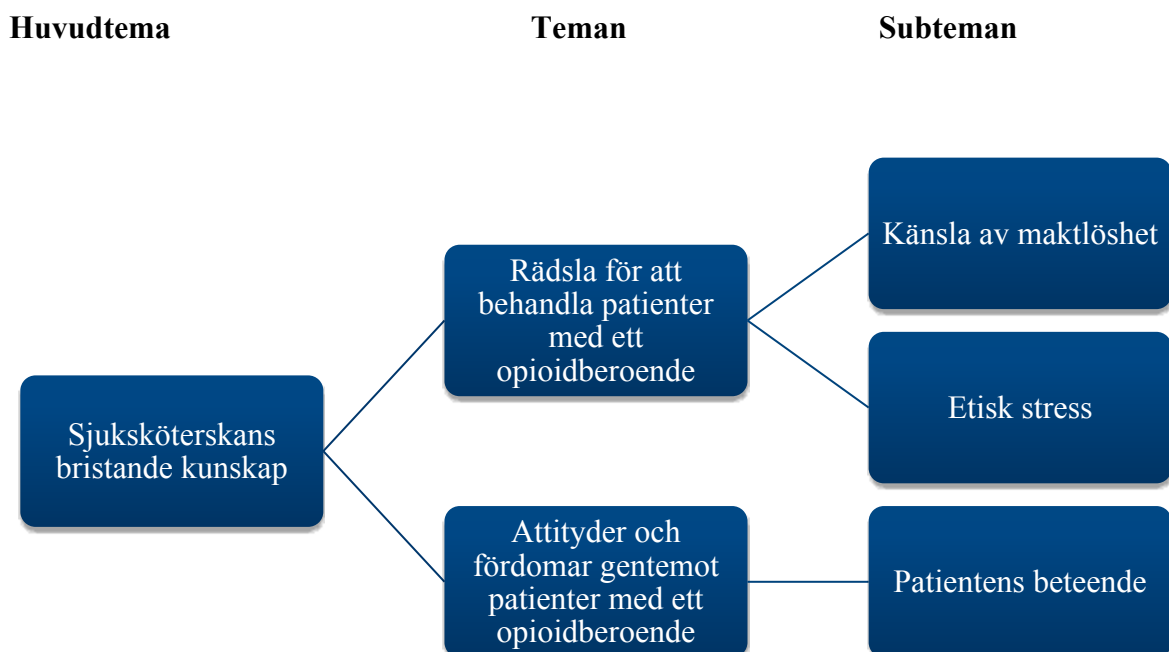 Huvudtema Teman Subteman
Känsla av maktlöshet
Rädsla för att
behandla patienter
med ett
opioidberoende
Etisk stress
Sjuksköterskans
bristande kunskap
Attityder och
fördomar gentemot
patienter med ett
opioidberoende
Patientens beteende